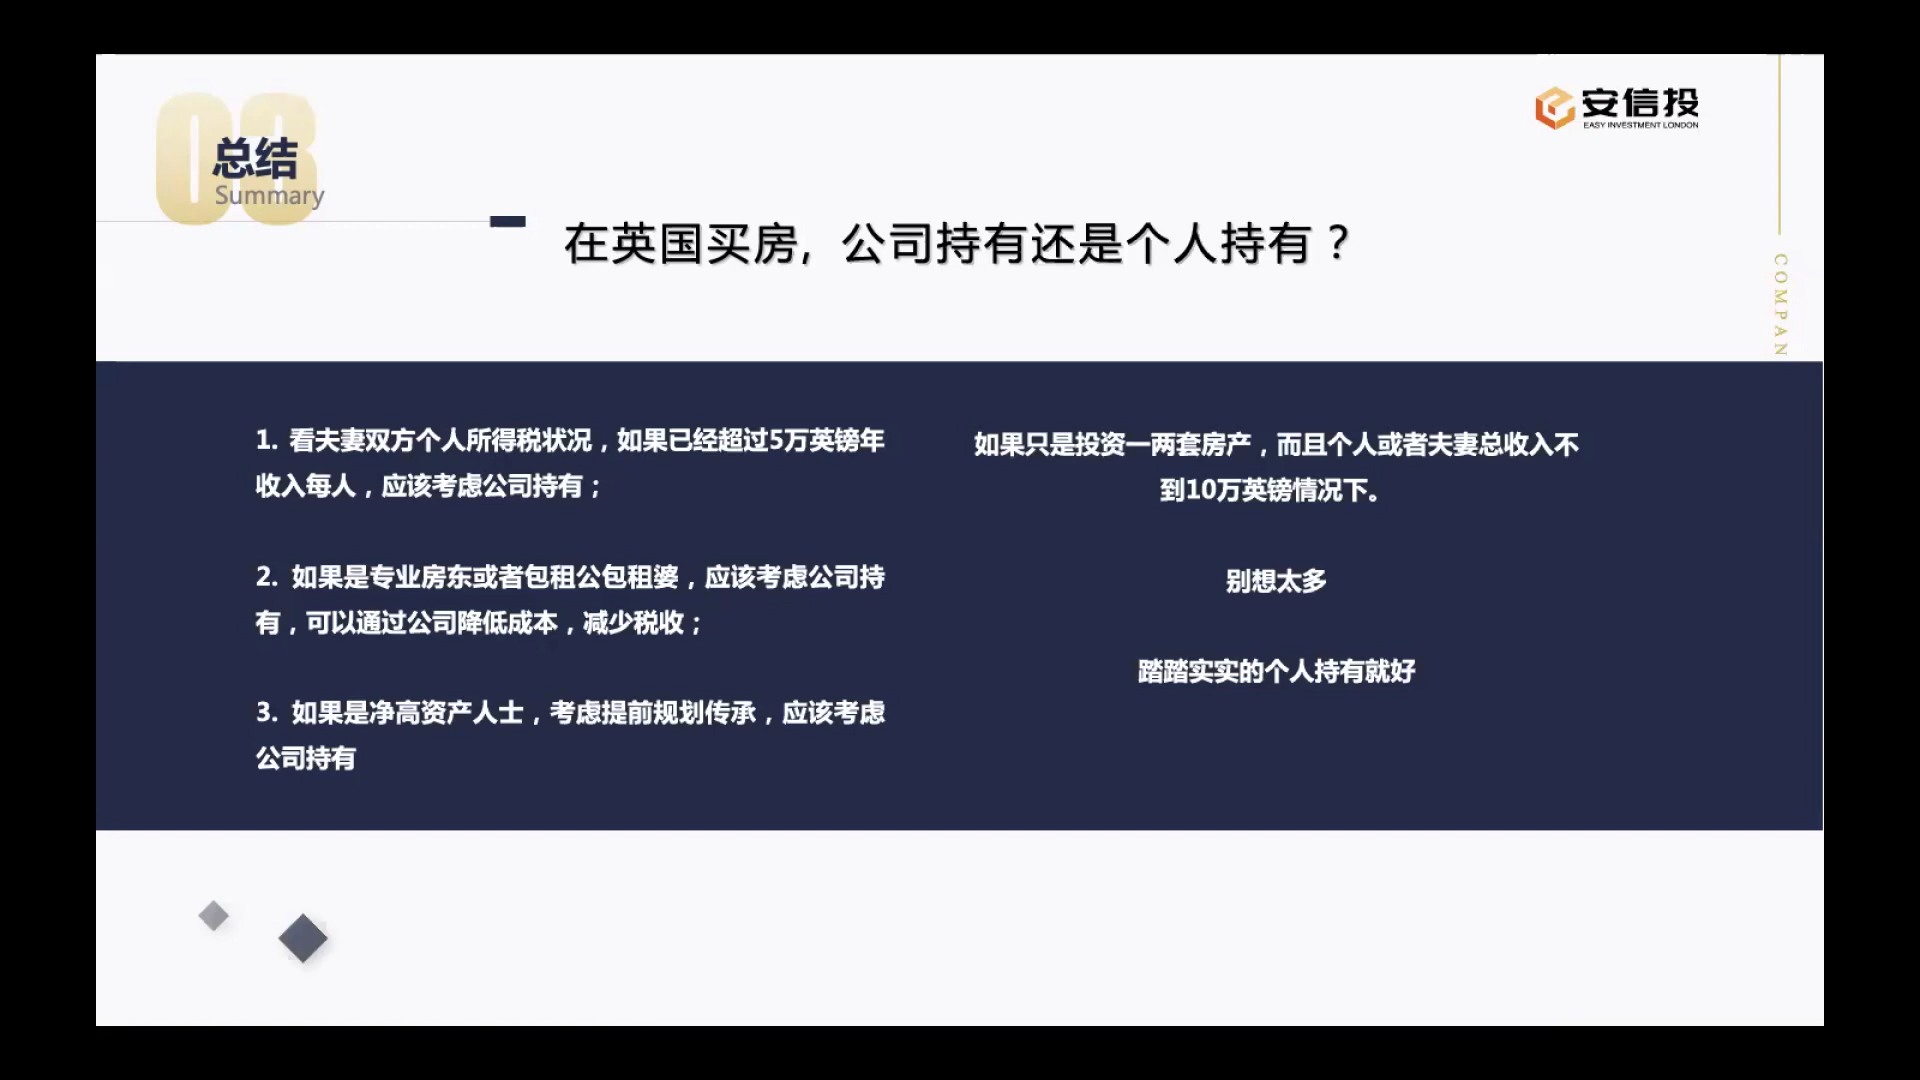 03
总结
Summary
安信投
EASY INVESTMENT LONDON
COMPAN
在英国买房，公司持有还是个人持有？
1. 看夫妻双方个人所得税状况，如果已经超过5万英镑年
收入每人，应该考虑公司持有；
2. 如果是专业房东或者包租公包租婆，应该考虑公司持
有，可以通过公司降低成本，减少税收；
3. 如果是净高资产人士，考虑提前规划传承，应该考虑
公司持有
如果只是投资一两套房产，而且个人或者夫妻总收入不
到10万英镑情况下。
别想太多
踏踏实实的个人持有就好